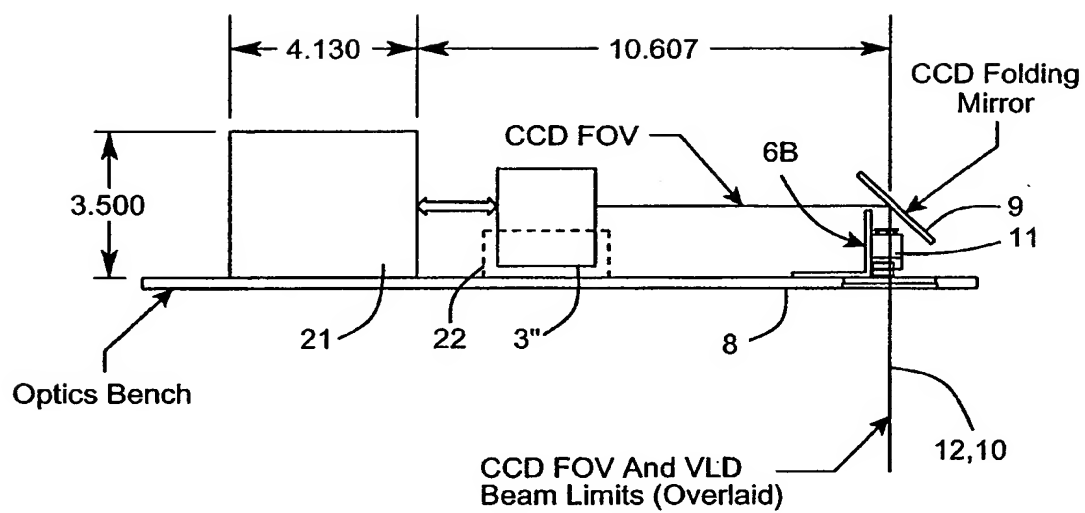 4.130
10.607
CCD Folding
Mirror
CCD FOV
6B
3.500
9
11
21
22
3"
8
Optics Bench
12,10
CCD FOV And VLD
Beam Limits (Overlaid)